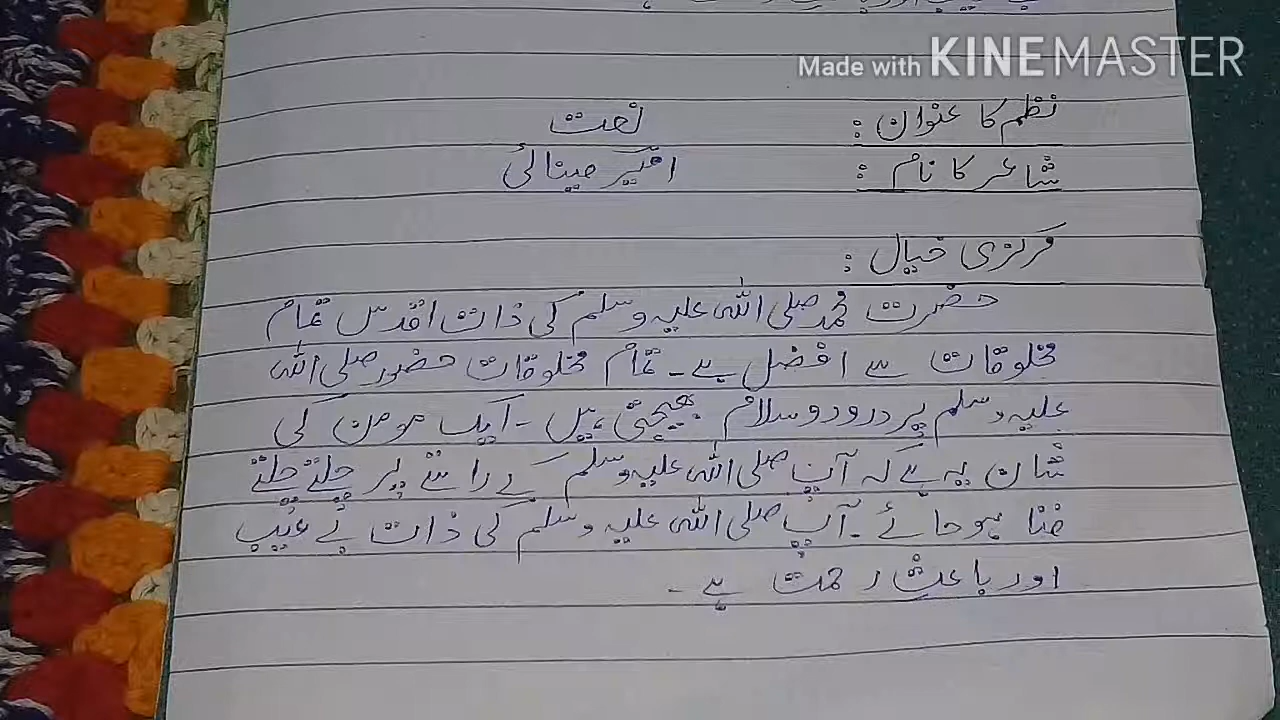 Made with KINEMASTER
نظم کا عنوان : نعت
شاعر کا نام : امیر مینائی
مرکزی خیال :
حضرت محمد صلی اللہ علیہ وسلم کی ذات اقدس تمام
مخلوقات سے افضل ہے۔ تمام مخلوقات حضور صلی اللہ
علیہ وسلم پر درود و سلام بھیجتی ہیں۔ ایک مومن کی
شان یہ ہے کہ آپ صلی اللہ علیہ وسلم کے راستے پر چلتے چلتے
فنا ہو جائے۔ آپ صلی اللہ علیہ وسلم کی ذات بے عیب
اور باعثِ رحمت ہے۔